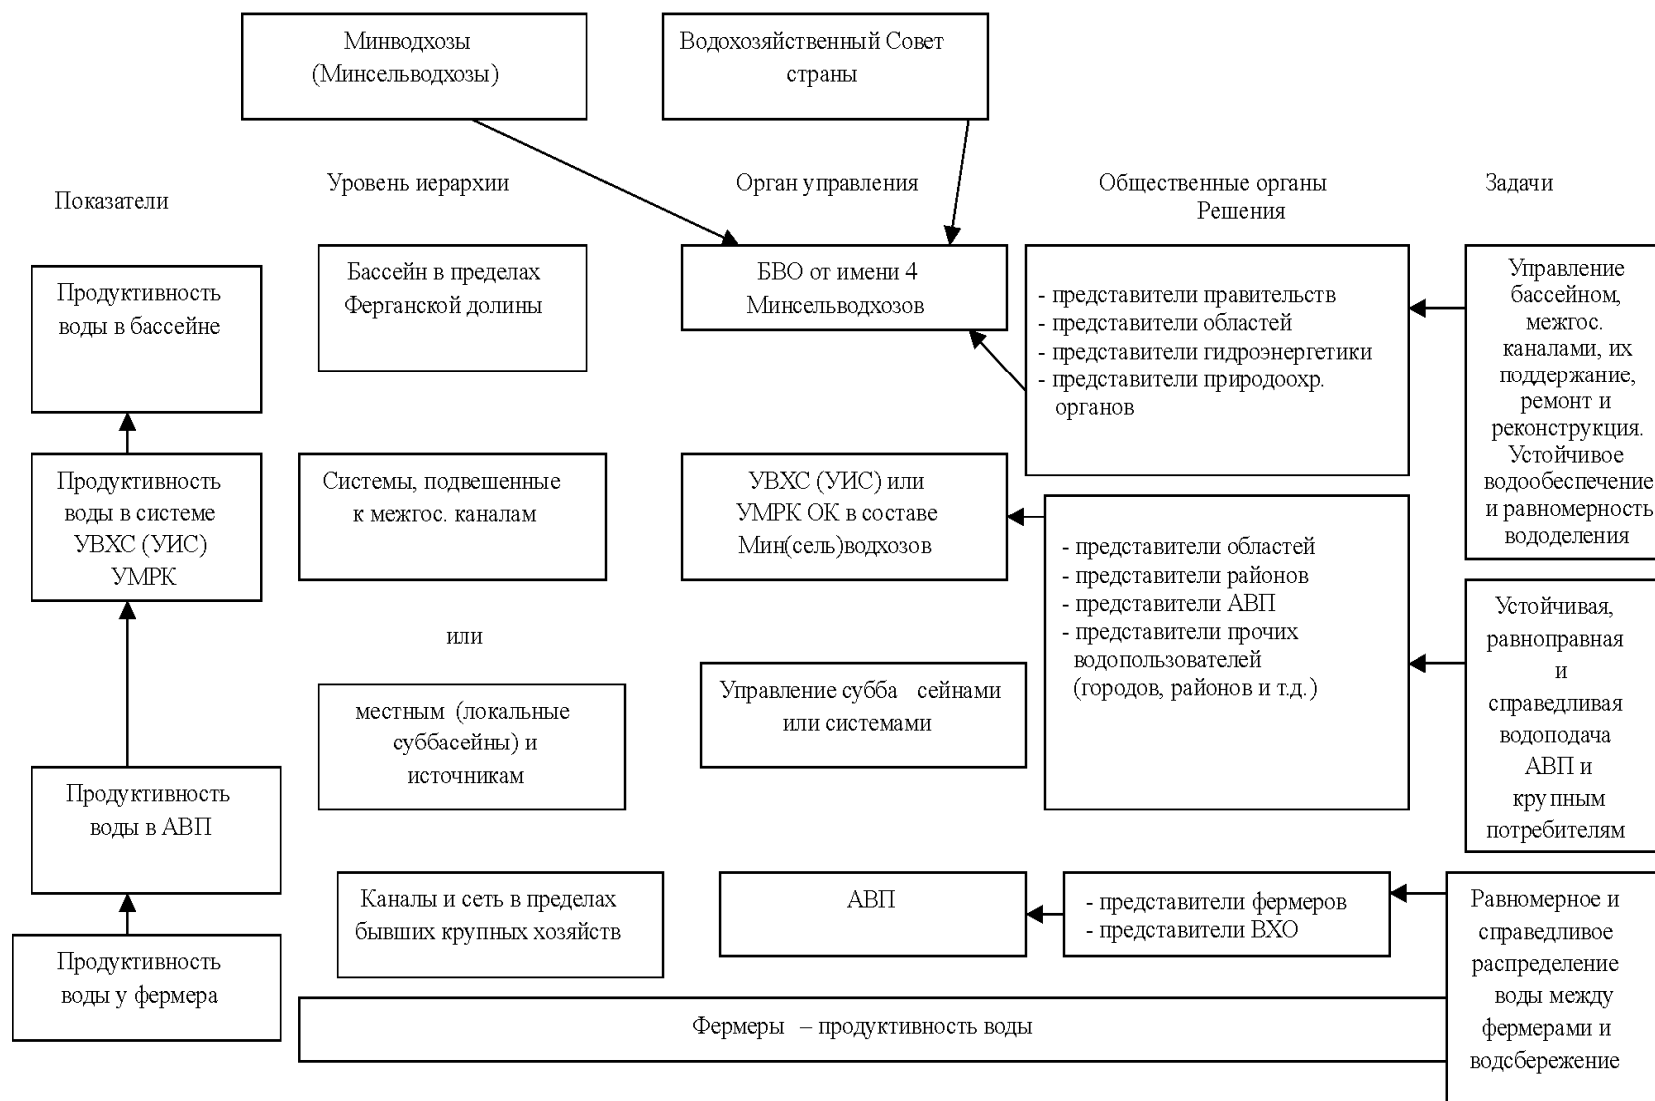 Минводхозы
(Минсельводхозы)
Водохозяйственный Совет
страны
Показатели
Уровень иерархии
Орган управления
Общественные органы
Решения
Задачи
Продуктивность
воды в бассейне
Бассейн в пределах
Ферганской долины
БВО от имени 4
Минсельводхозов
- представители правительств
- представители областей
- представители гидроэнергетики
- представители природоохр.
органов
Управление
бассейном,
межгос.
каналами, их
поддержание,
ремонт и
реконструкция.
Устойчивое
водообеспечение
и равномерность
вододеления
Продуктивность
воды в системе
УВХС (УИС)
УМРК
Системы, подвешенные
к межгос. каналам
УВХС (УИС) или
УМРК ОК в составе
Мин(сель)водхозов
- представители областей
- представители районов
- представители АВП
- представители прочих
водопользователей
(городов, районов и т.д.)
Устойчивая,
равноправная
и
справедливая
водоподача
АВП и
крупным
потребителям
или
местным (локальные
суббасейны) и
источникам
Управление субба сейнами
или системами
Продуктивность
воды в АВП
Каналы и сеть в пределах
бывших крупных хозяйств
АВП
- представители фермеров
- представители ВХО
Равномерное и
справедливое
распределение
воды между
фермерами и
водсбережение
Продуктивность
воды у фермера
Фермеры – продуктивность воды